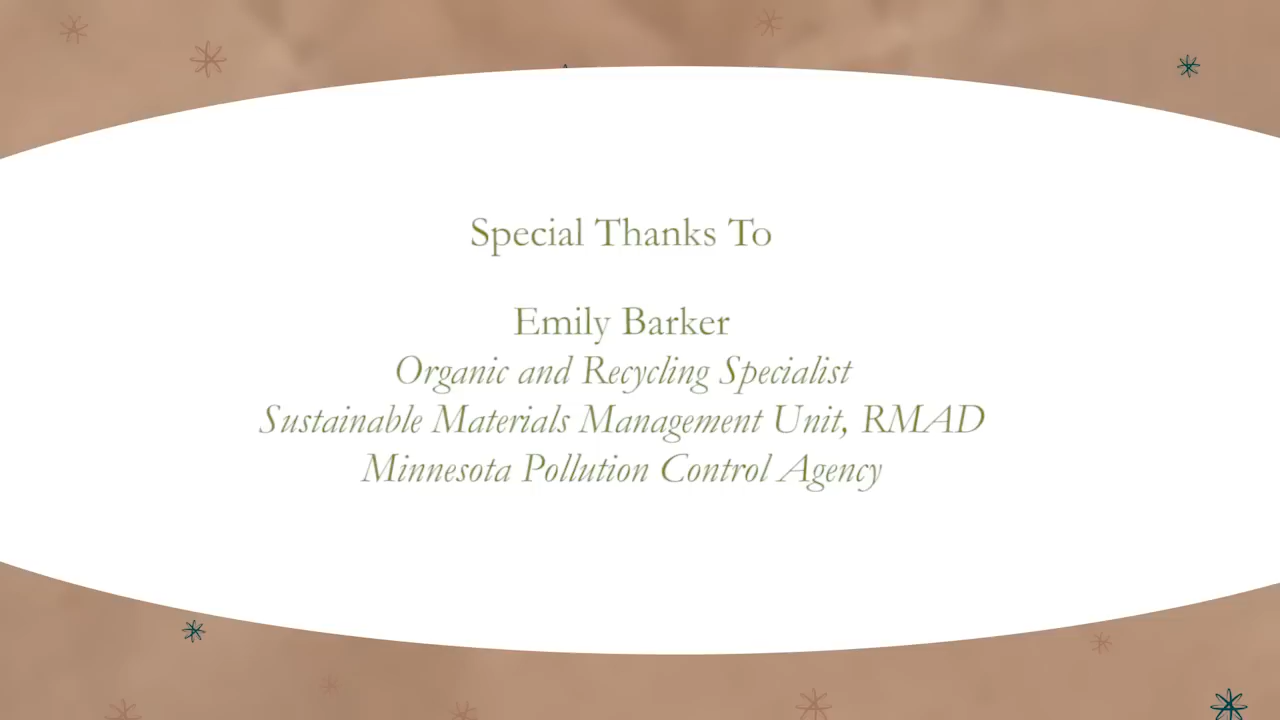 Special Thanks To
Emily Barker
Organic and Recycling Specialist
Sustainable Materials Management Unit, RMAD
Minnesota Pollution Control Agency